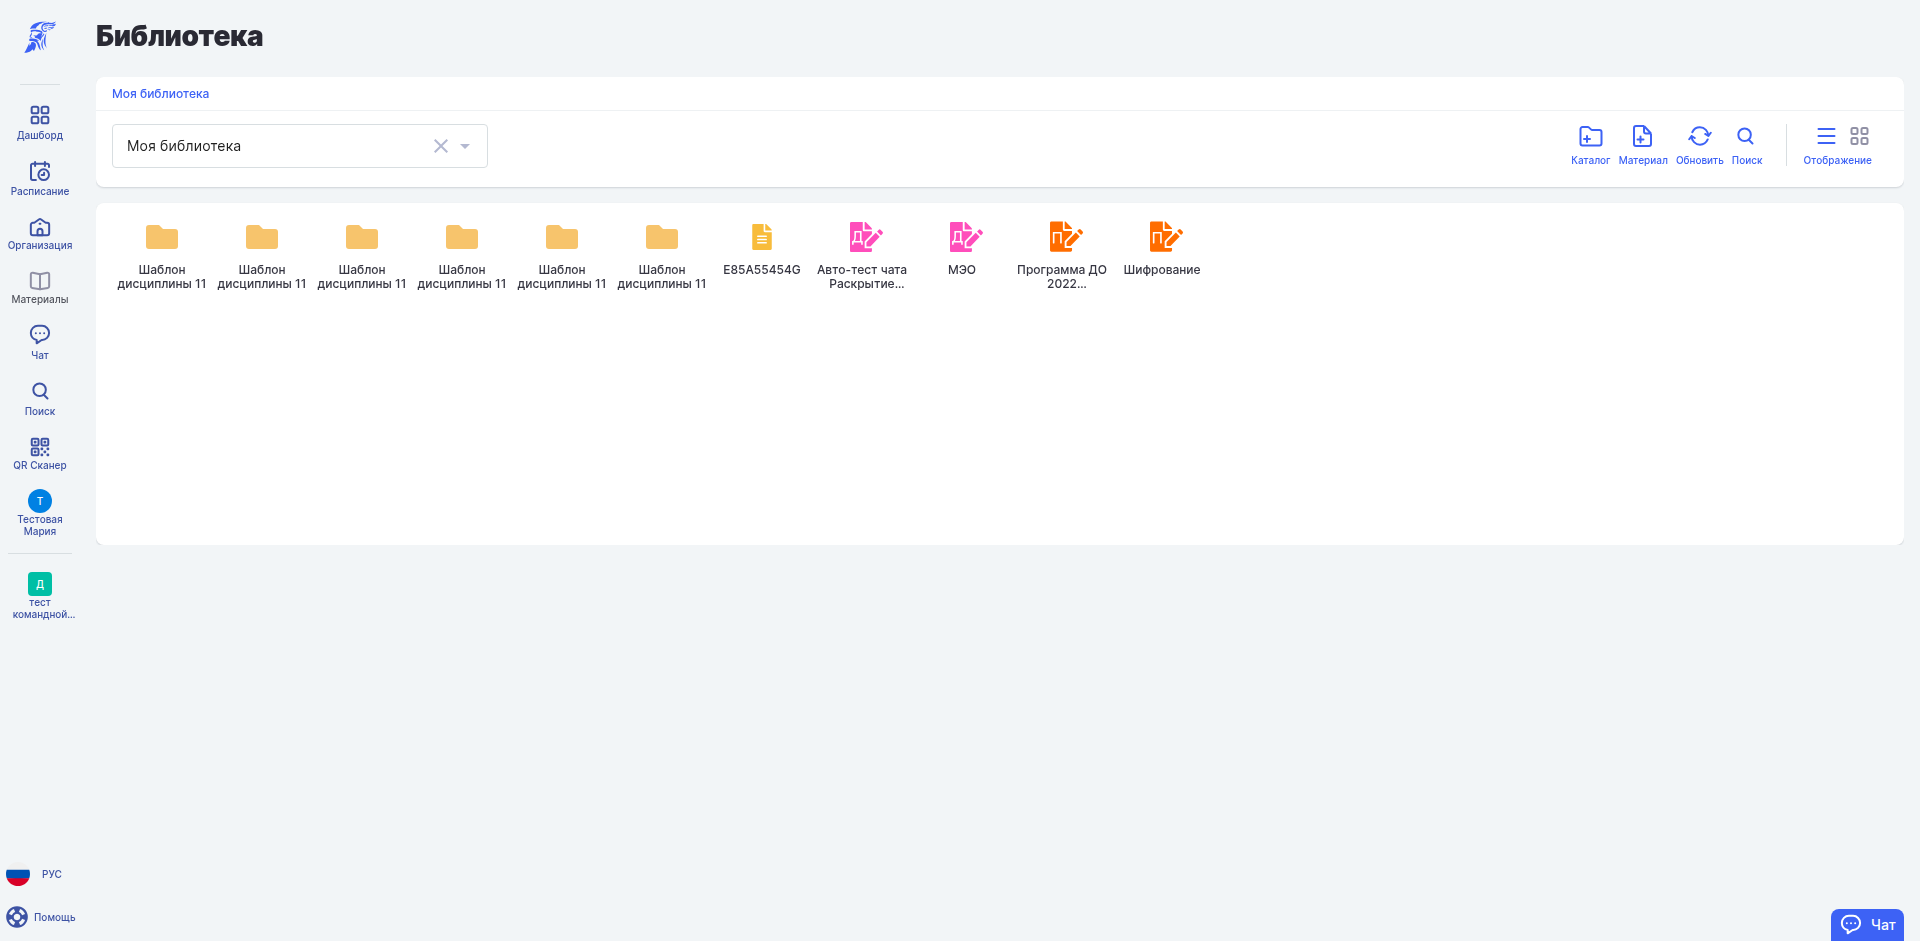 Библиотека
Моя библиотека
Моя библиотека
Каталог
Материал
Обновить
Поиск
Отображение
Дашборд
Расписание
Организация
Материалы
Чат
Поиск
QR Сканер
Т
Тестовая
Мария
Д
тест
командной...
РУС
Помощь
Шаблон
дисциплины 11
Шаблон
дисциплины 11
Шаблон
дисциплины 11
Шаблон
дисциплины 11
Шаблон
дисциплины 11
Шаблон
дисциплины 11
E85A55454G
Д
Авто-тест чата
Раскрытие...
Д
МЭО
П
Программа ДО
2022...
П
Шифрование
Чат